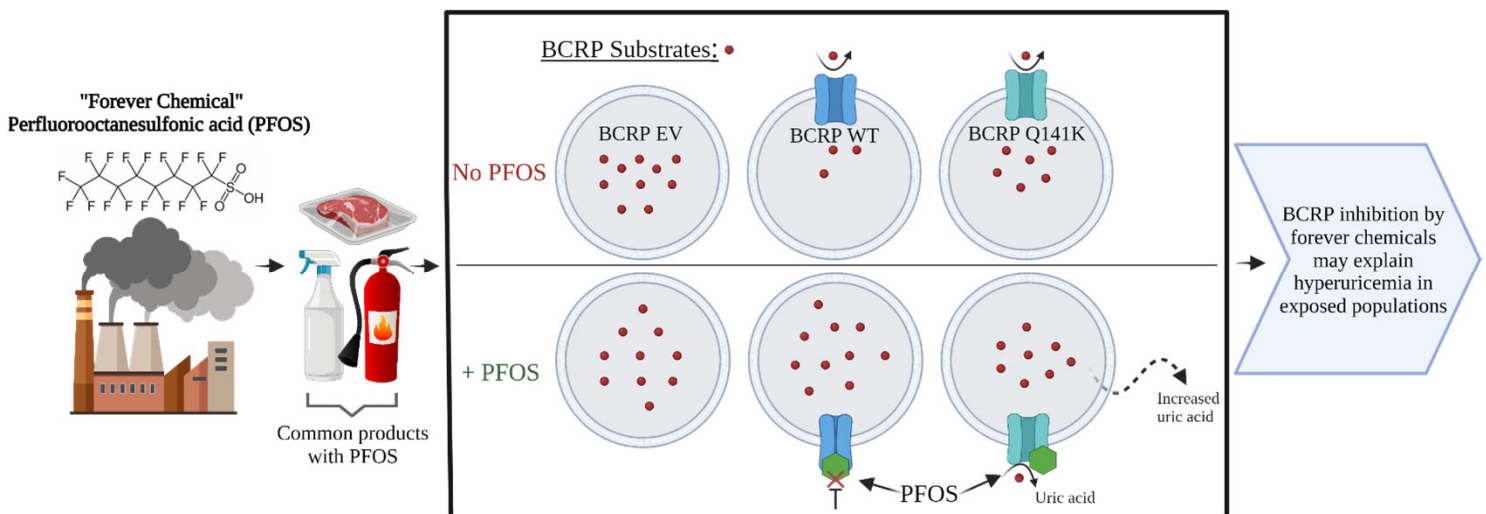 "Forever Chemical"
Perfluorooctanesulfonic acid (PFOS)
F F F F F F F F
F
O
S
OH
O
F F F F F F F F
Common products
with PFOS
BCRP Substrates:
No PFOS
BCRP EV
BCRP WT
BCRP Q141K
+ PFOS
Increased
uric acid
T
PFOS
Uric acid
BCRP inhibition by
forever chemicals
may explain
hyperuricemia in
exposed populations